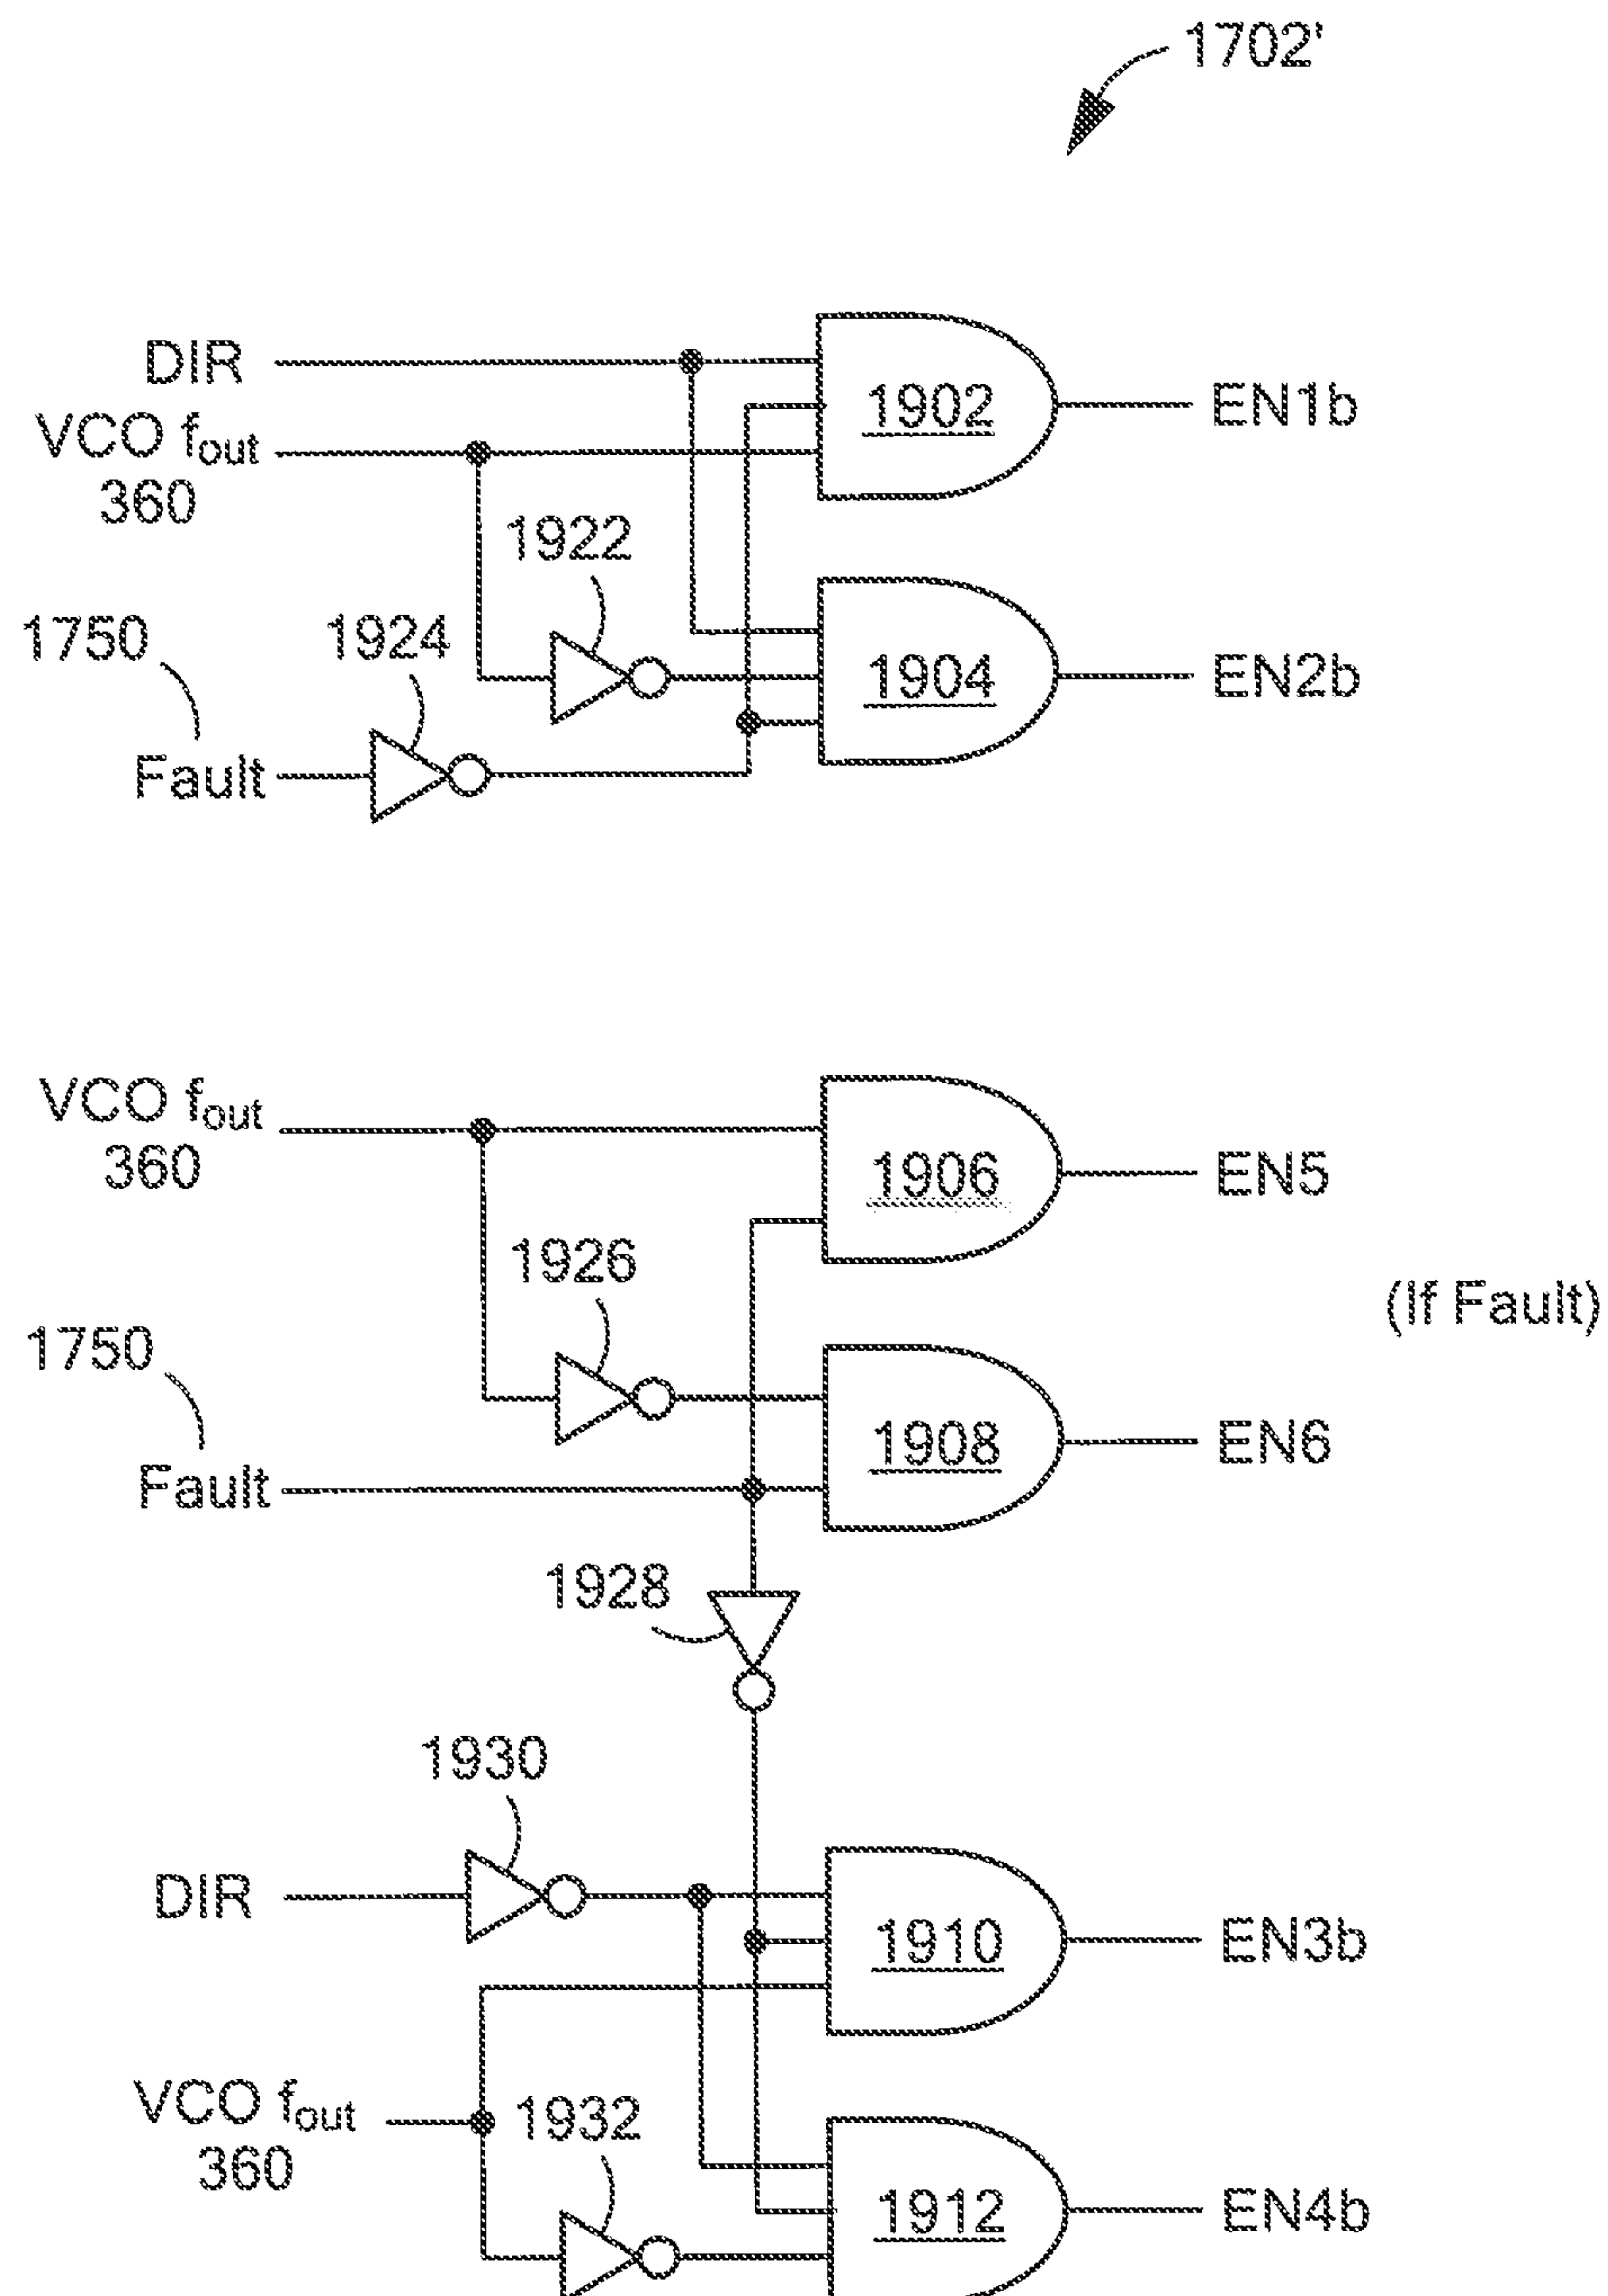 1702'
DIR
1902
EN1b
VCO fout
360
1922
1750
1924
1904
EN2b
Fault
VCO fout
360
1906
EN5
1926
(If Fault)
1750
1908
EN6
Fault
1928
1930
DIR
1910
EN3b
VCO fout
360
1932
1912
EN4b